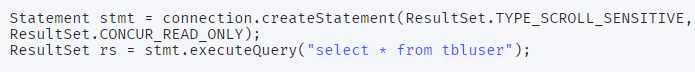 Statement stmt = connection.createStatement(ResultSet.TYPE_SCROLL_SENSITIVE,
ResultSet.CONCUR_READ_ONLY);
ResultSet rs = stmt.executeQuery("select * from tbluser");